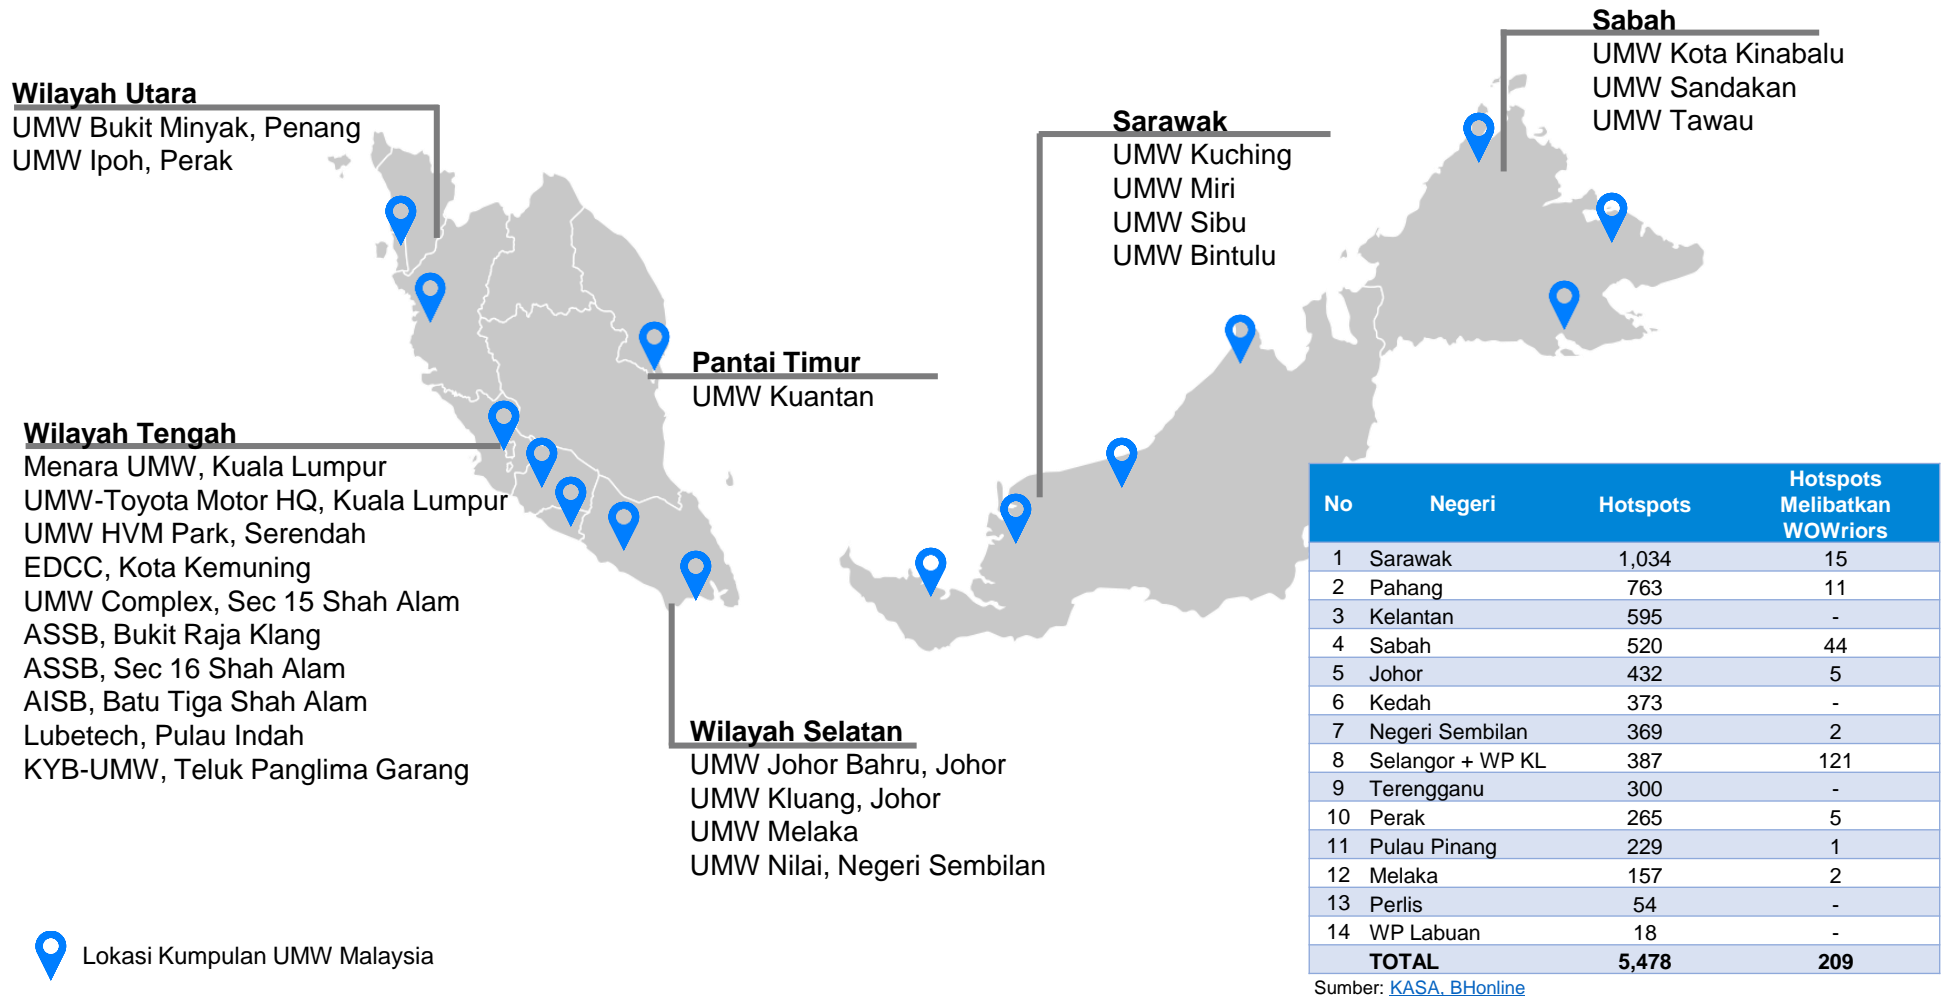 Wilayah Utara
UMW Bukit Minyak, Penang
UMW Ipoh, Perak
Wilayah Tengah
Menara UMW, Kuala Lumpur
UMW-Toyota Motor HQ, Kuala Lumpur
UMW HVM Park, Serendah
EDCC, Kota Kemuning
UMW Complex, Sec 15 Shah Alam
ASSB, Bukit Raja Klang
ASSB, Sec 16 Shah Alam
AISB, Batu Tiga Shah Alam
Lubetech, Pulau Indah
KYB-UMW, Teluk Panglima Garang
Pantai Timur
UMW Kuantan
Wilayah Selatan
UMW Johor Bahru, Johor
UMW Kluang, Johor
UMW Melaka
UMW Nilai, Negeri Sembilan
Sarawak
UMW Kuching
UMW Miri
UMW Sibu
UMW Bintulu
Sabah
UMW Kota Kinabalu
UMW Sandakan
UMW Tawau
No Negeri Hotspots Hotspots Melibatkan WOWriors
1 Sarawak 1,034 15
2 Pahang 763 11
3 Kelantan 595 -
4 Sabah 520 44
5 Johor 432 5
6 Kedah 373 -
7 Negeri Sembilan 369 2
8 Selangor + WP KL 387 121
9 Terengganu 300 -
10 Perak 265 5
11 Pulau Pinang 229 1
12 Melaka 157 2
13 Perlis 54 -
14 WP Labuan 18 -
TOTAL 5,478 209
Sumber: KASA, BHonline
Lokasi Kumpulan UMW Malaysia